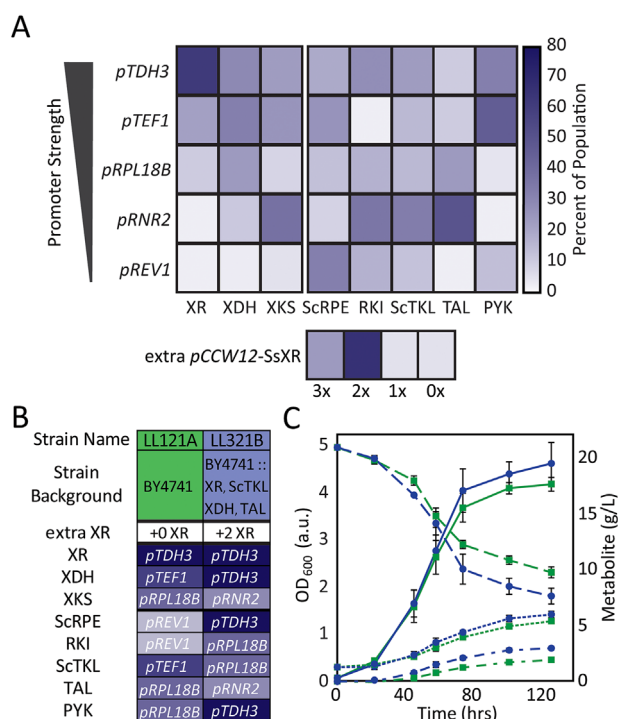 A
Promoter Strength
pTDH3
pTEF1
pRPL18B
pRNR2
pREV1
XR XDH XKS ScRPE RKI ScTKL TAL PYK
80
70
60
50
40
30
20
10
0
Percent of Population
extra pCCW12-SsXR
3x 2x 1x 0x
B
Strain Name LL121A LL321B
Strain Background BY4741 BY4741 :: XR, ScTKL XDH, TAL
extra XR +0 XR +2 XR
XR pTDH3 pTDH3
XDH pTEF1 pTDH3
XKS pRPL18B pRNR2
ScRPE pREV1 pTDH3
RKI pREV1 pRPL18B
ScTKL pTEF1 pRPL18B
TAL pRPL18B pRNR2
PYK pRPL18B pTDH3
C
5
4
3
2
1
0
OD600 (a.u.)
20
15
10
5
0
Metabolite (g/L)
0 40 80 120
Time (hrs)